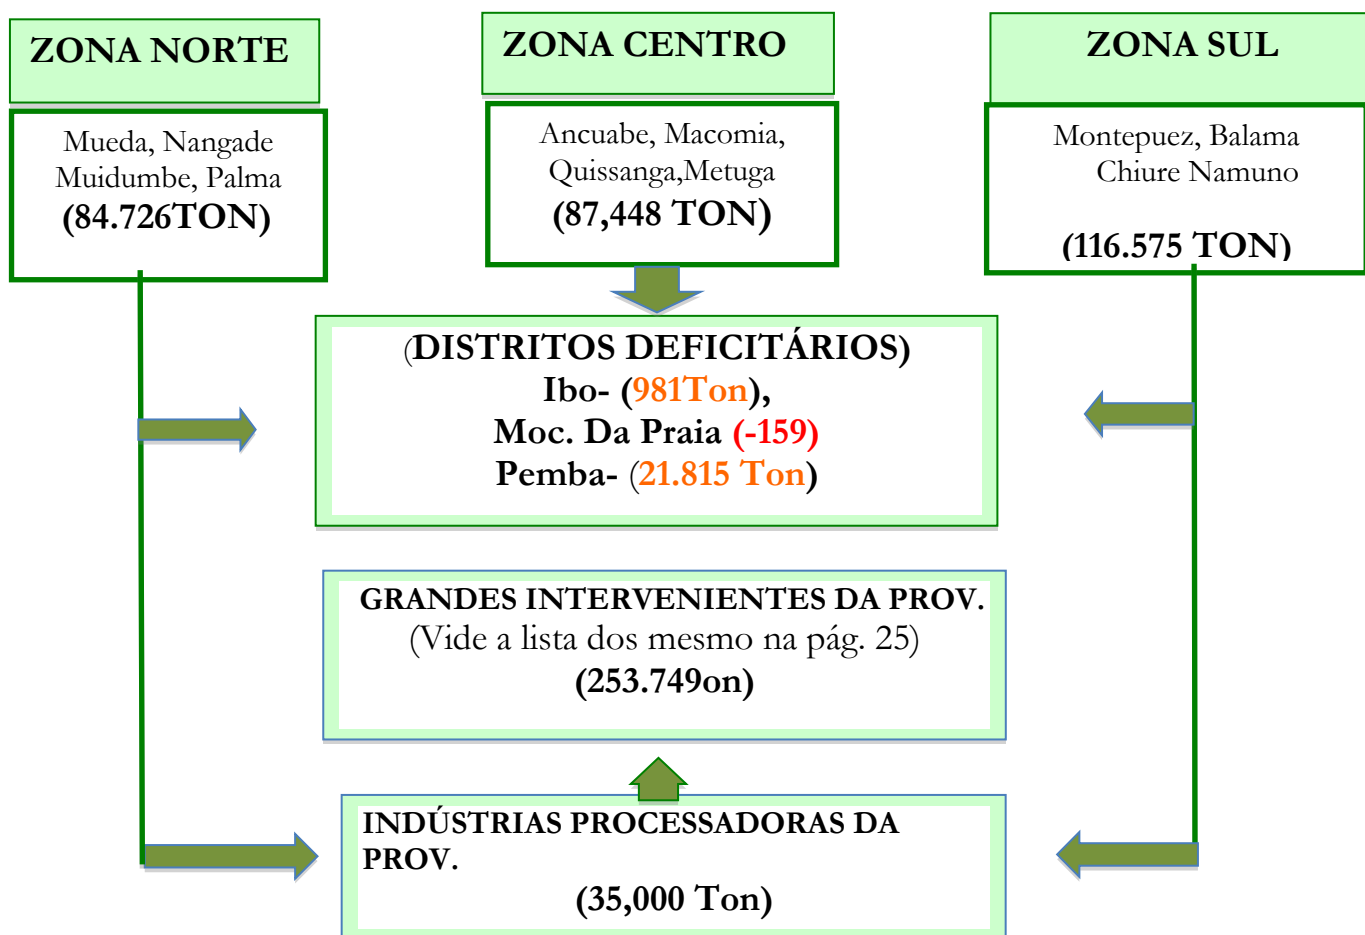 ZONA NORTE
Mueda, Nangade
Muidumbe, Palma
(84.726TON)
ZONA CENTRO
Ancuabe, Macomia,
Quissanga,Metuga
(87,448 TON)
ZONA SUL
Montepuez, Balama
Chiure Namuno
(116.575 TON)
(DISTRITOS DEFICITÁRIOS)
Ibo- (981Ton),
Moc. Da Praia (-159)
Pemba- (21.815 Ton)
GRANDES INTERVENIENTES DA PROV.
(Vide a lista dos mesmo na pág. 25)
(253.749on)
INDÚSTRIAS PROCESSADORAS DA
PROV.
(35,000 Ton)